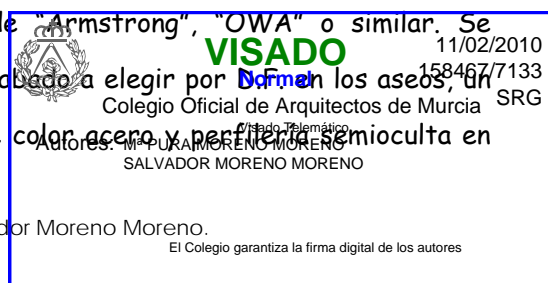 de “Armstrong”, “OWA” o similar. Se
VISADO
11/02/2010
a elegir por D.F. en los aseos, un
Normal
158467/7133
Colegio Oficial de Arquitectos de Murcia
SRG
Visado Telemático
color acero y perfilería semioculta en
Autores: Mª PURA MORENO MORENO
SALVADOR MORENO MORENO
dor Moreno Moreno.
El Colegio garantiza la firma digital de los autores